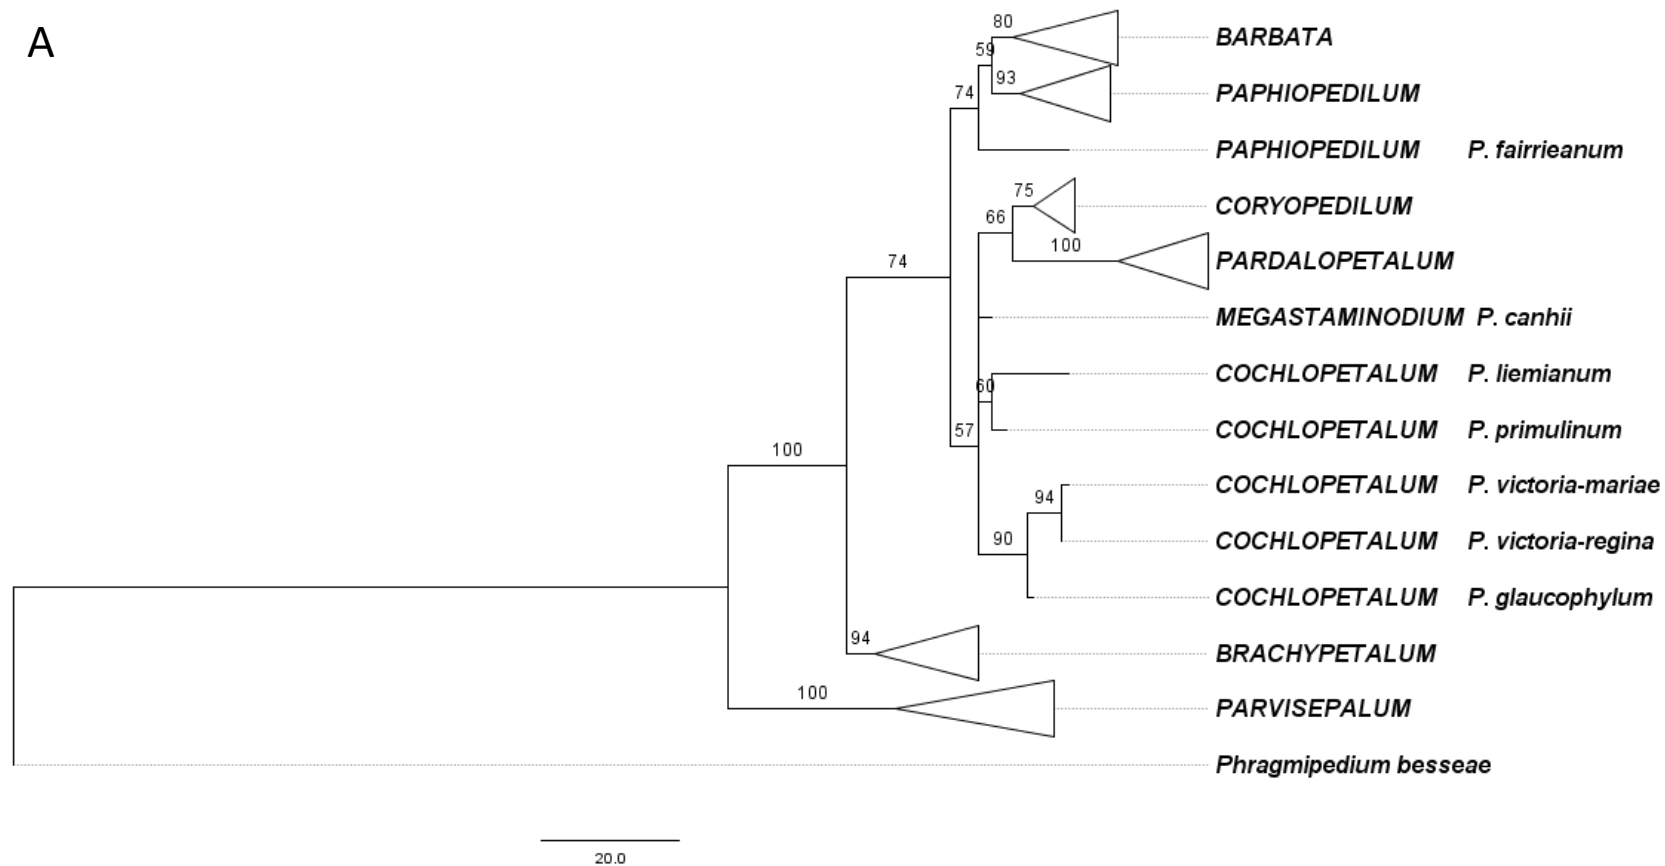 A
80
BARBATA
59
93
PAPHIOPEDILUM
74
PAPHIOPEDILUM P. fairrieanum
75
CORYOPEDILUM
66
100
PARDALOPETALUM
74
MEGASTAMINODIUM P. canhii
COCHLOPETALUM P. liemianum
60
COCHLOPETALUM P. primulinum
57
100
COCHLOPETALUM P. victoria-mariae
94
COCHLOPETALUM P. victoria-regina
90
COCHLOPETALUM P. glaucophylum
94
BRACHYPETALUM
100
PARVISEPALUM
Phragmipedium besseae
20.0